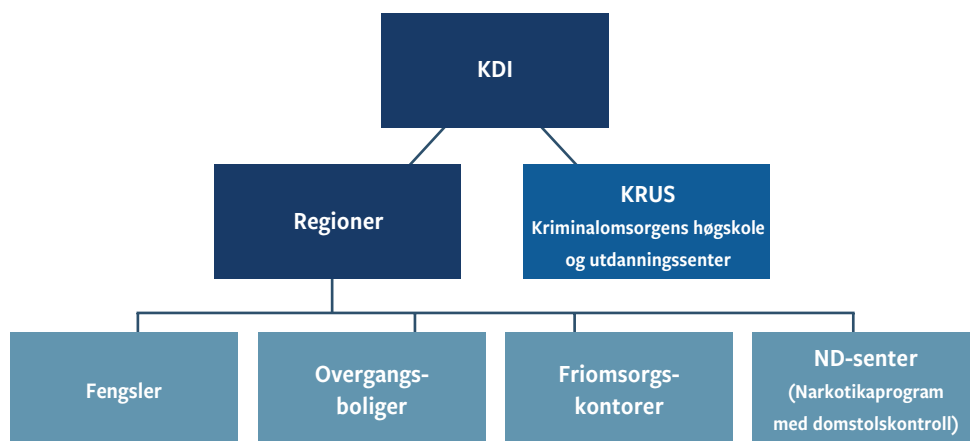 KDI
Regioner
KRUS
Kriminalomsorgens høgskole
og utdanningssenter
Fengsler
Overgangs-
boliger
Friomsorgs-
kontorer
ND-senter
(Narkotikaprogram
med domstolskontroll)